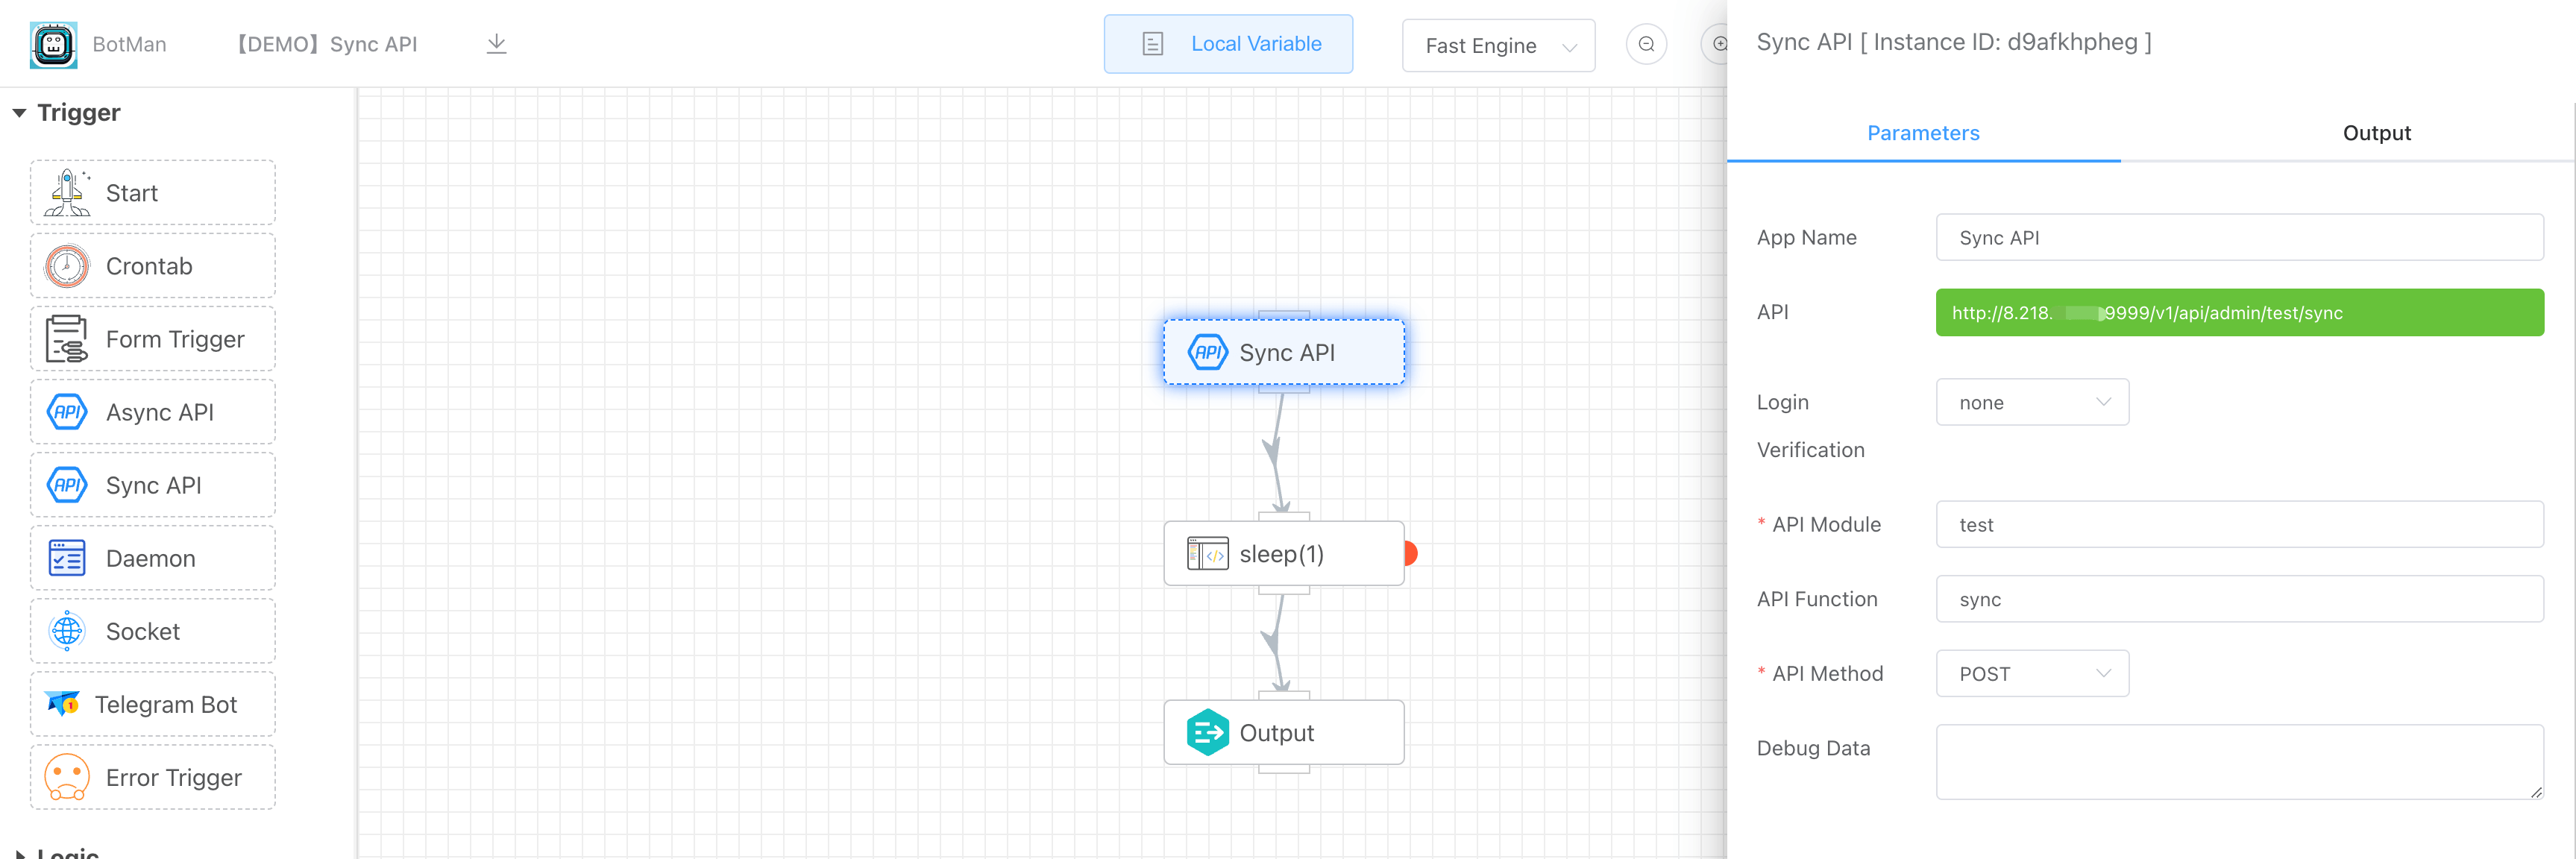 BotMan
【DEMO】Sync API
Local Variable
Fast Engine
Trigger
Start
Crontab
Form Trigger
Async API
Sync API
Daemon
Socket
Telegram Bot
Error Trigger
Logic
Sync API
sleep(1)
Output
Sync API [ Instance ID: d9afkhpheg ]
Parameters
Output
App Name
Sync API
API
http://8.218. 9999/v1/api/admin/test/sync
Login
Verification
none
* API Module
test
API Function
sync
* API Method
POST
Debug Data